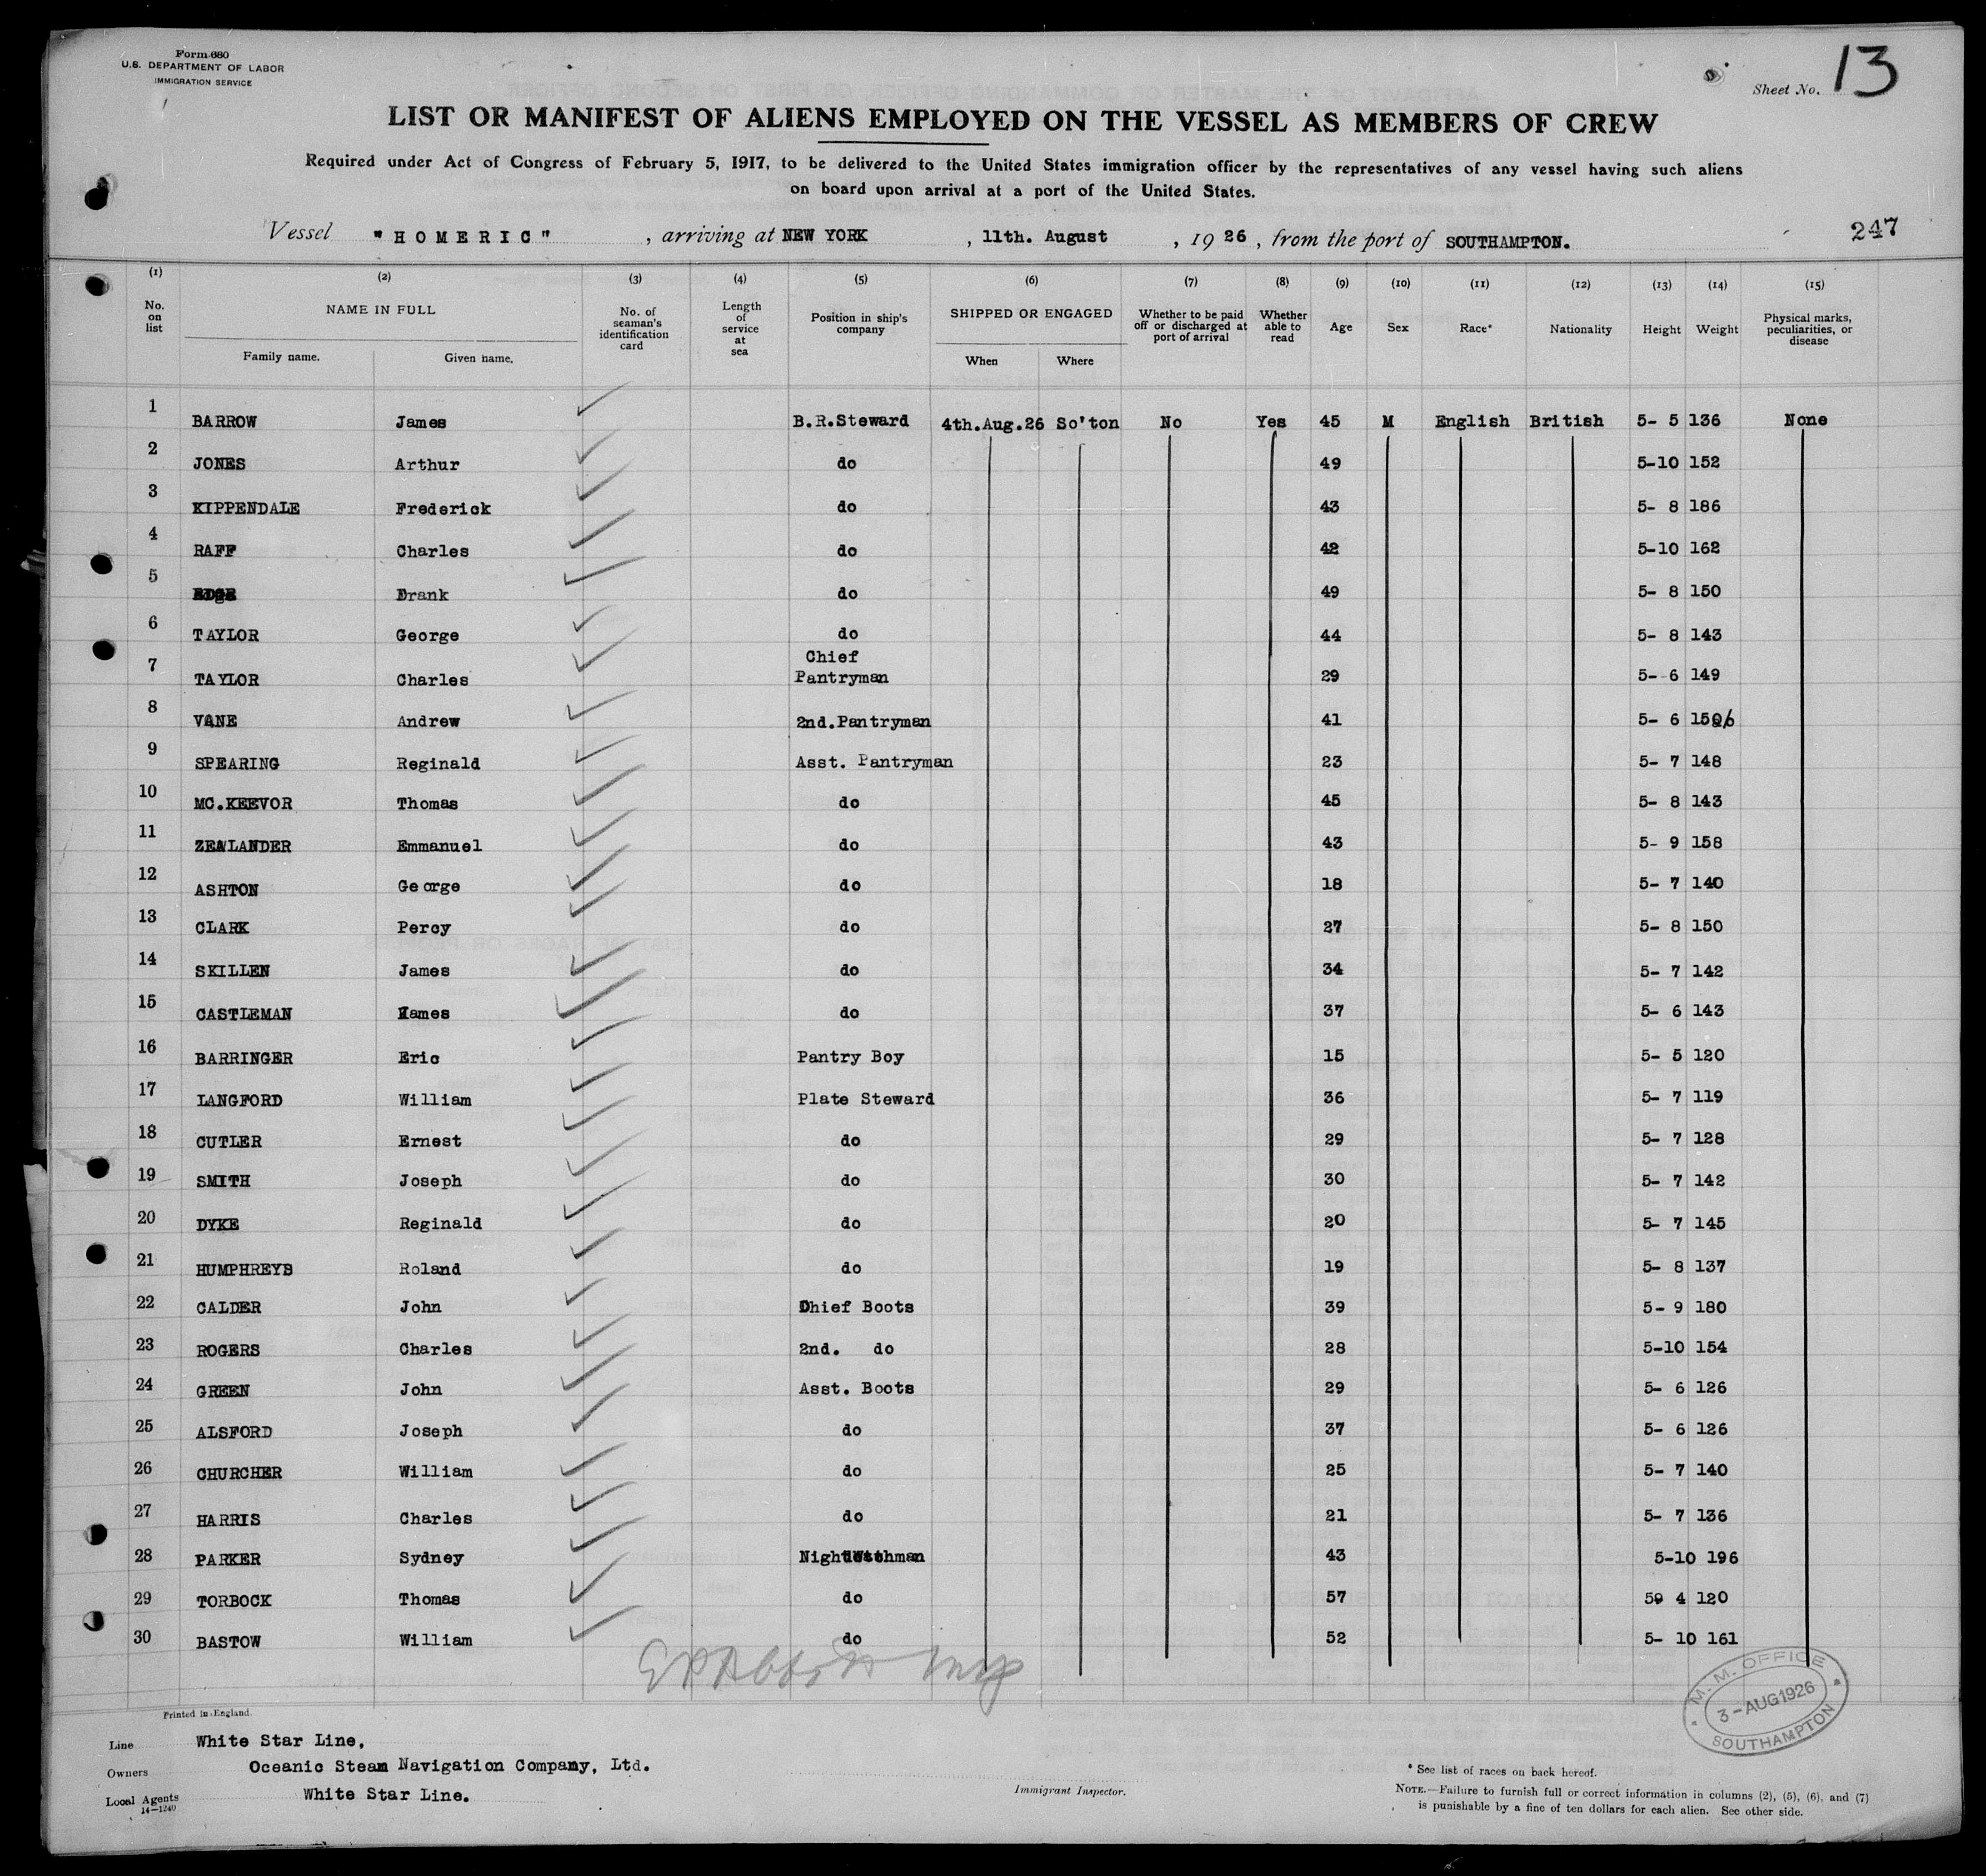 Form 680
U.S. DEPARTMENT OF LABOR
IMMIGRATION SERVICE
Sheet No. 13
LIST OR MANIFEST OF ALIENS EMPLOYED ON THE VESSEL AS MEMBERS OF CREW
Required under Act of Congress of February 5, 1917, to be delivered to the United States immigration officer by the representatives of any vessel having such aliens
on board upon arrival at a port of the United States.
Vessel "HOMERIC", arriving at NEW YORK, 11th. August, 1926, from the port of SOUTHAMPTON. 247
(1) (2) (3) (4) (5) (6) (7) (8) (9) (10) (11) (12) (13) (14) (15)
No. on list NAME IN FULL Family name. Given name. No. of seaman's identification card Length of service at sea Position in ship's company SHIPPED OR ENGAGED When Where Whether to be paid off or discharged at port of arrival Whether able to read Age Sex Race* Nationality Height Weight Physical marks, peculiarities, or disease
1 BARROW James B.R.Steward 4th.Aug.26 So'ton No Yes 45 M English British 5- 5 136 None
2 JONES Arthur do 49 5-10 152
3 KIPPENDALE Frederick do 43 5- 8 186
4 RAFF Charles do 42 5-10 162
5 EDGE Frank do 49 5- 8 150
6 TAYLOR George do 44 5- 8 143
7 TAYLOR Charles Chief Pantryman 29 5- 6 149
8 VANE Andrew 2nd.Pantryman 41 5- 6
9 SPEARING Reginald Asst. Pantryman 23 5- 7 148
10 MC.KEEVOR Thomas do 45 5- 8 143
11 ZEALANDER Emmanuel do 43 5- 9 158
12 ASHTON George do 18 5- 7 140
13 CLARK Percy do 27 5- 8 150
14 SKILLEN James do 34 5- 7 142
15 CASTLEMAN James do 37 5- 6 143
16 BARRINGER Eric Pantry Boy 15 5- 5 120
17 LANGFORD William Plate Steward 36 5- 7 119
18 CUTLER Ernest do 29 5- 7 128
19 SMITH Joseph do 30 5- 7 142
20 DYKE Reginald do 20 5- 7 145
21 HUMPHREYS Roland do 19 5- 8 137
22 CALDER John Chief Boots 39 5- 9 180
23 ROGERS Charles 2nd. do 28 5-10 154
24 GREEN John Asst. Boots 29 5- 6 126
25 ALSFORD Joseph do 37 5- 6 126
26 CHURCHER William do 25 5- 7 140
27 HARRIS Charles do 21 5- 7 136
28 PARKER Sydney 43 5-10 196
29 TORBOCK Thomas do 57 59 4 120
30 BASTOW William do 52 5- 10 161
M. M. OFFICE
3-AUG 1926
SOUTHAMPTON
Printed in England.
Line White Star Line,
Owners Oceanic Steam Navigation Company, Ltd.
Local Agents White Star Line.
14-1240
Immigrant Inspector.
* See list of races on back hereof.
NOTE.—Failure to furnish full or correct information in columns (2), (5), (6), and (7)
is punishable by a fine of ten dollars for each alien. See other side.